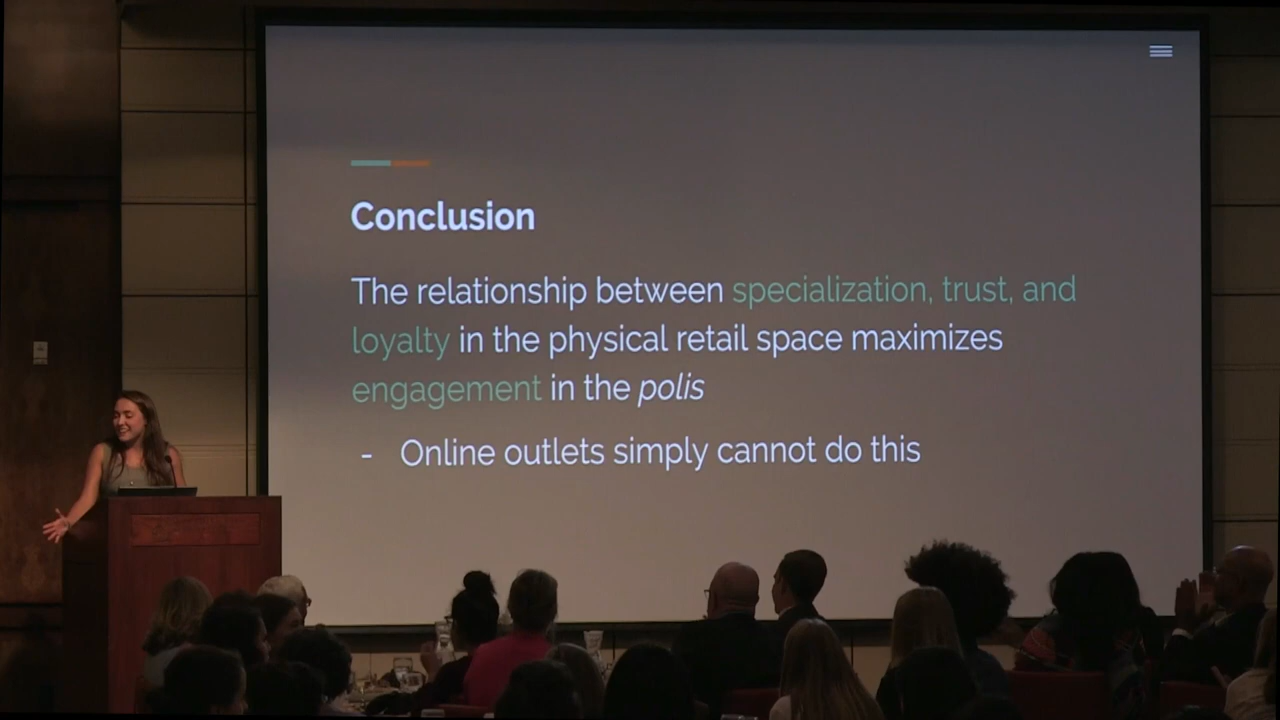 Conclusion
The relationship between specialization, trust, and
loyalty in the physical retail space maximizes
engagement in the polis
- Online outlets simply cannot do this